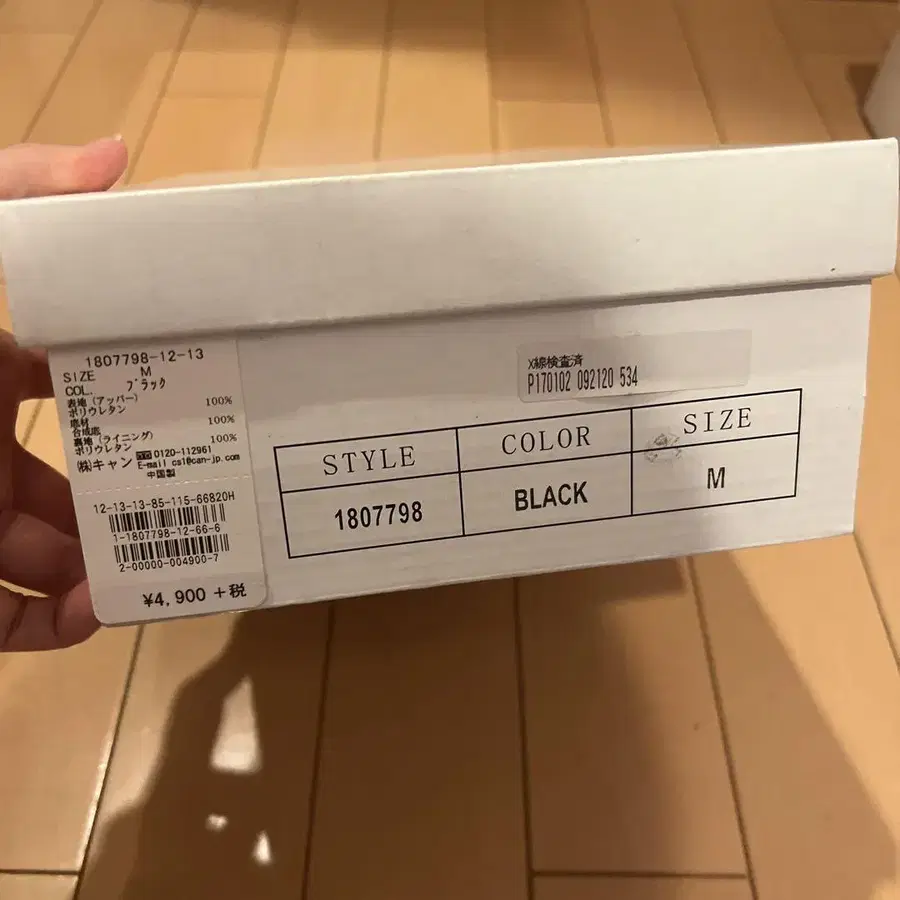 1807798-12-13
SIZE M
COL. ブラック
表地(アッパー)
ポリウレタン 100%
底材
合成底 100%
裏地(ライニング)
ポリウレタン 100%
㈱キャン 0120-112961
E-mail cs1@can-jp.com
中国製
12-13-13-85-115-66820H
1-1807798-12-66-6
2-00000-004900-7
¥4,900 +税
X線検査済
P170102 092120 534
STYLE COLOR SIZE
1807798 BLACK M